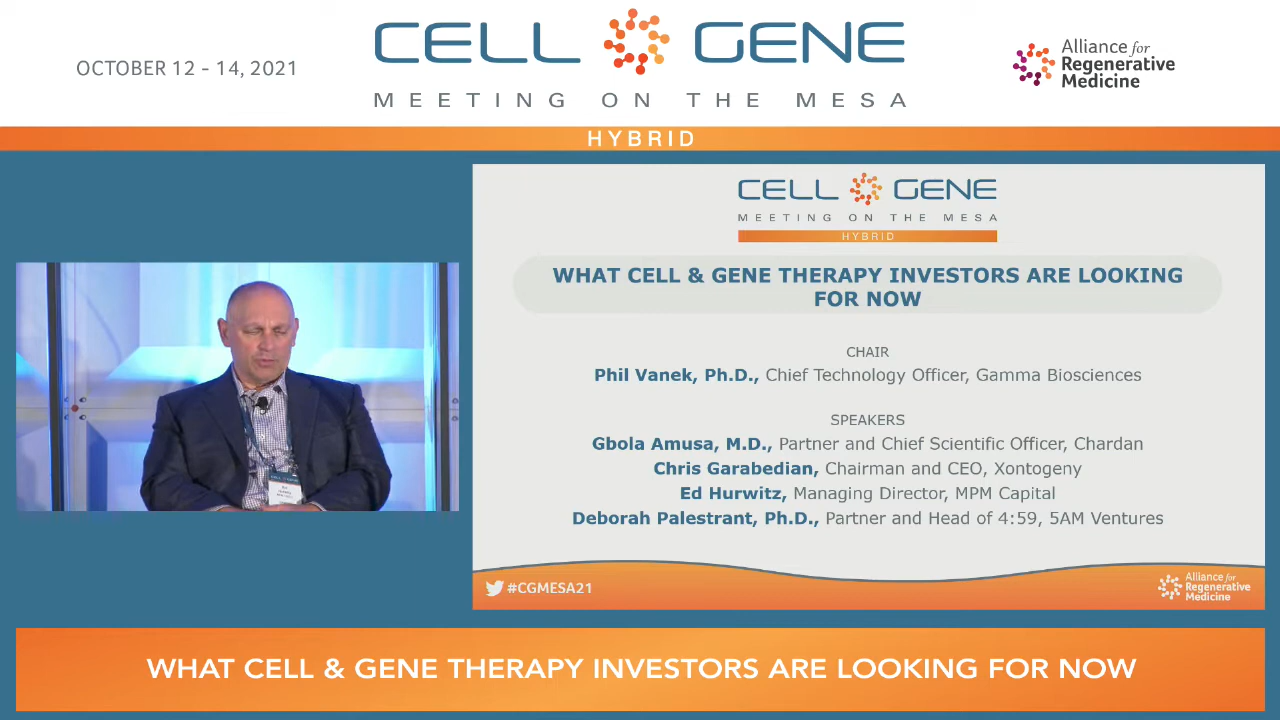 OCTOBER 12 - 14, 2021
CELL GENE
MEETING ON THE MESA
Alliance for
Regenerative
Medicine
HYBRID
CELL GENE
MEETING ON THE MESA
HYBRID
WHAT CELL & GENE THERAPY INVESTORS ARE LOOKING
FOR NOW
CHAIR
Phil Vanek, Ph.D., Chief Technology Officer, Gamma Biosciences
SPEAKERS
Gbola Amusa, M.D., Partner and Chief Scientific Officer, Chardan
Chris Garabedian, Chairman and CEO, Xontogeny
Ed Hurwitz, Managing Director, MPM Capital
Deborah Palestrant, Ph.D., Partner and Head of 4:59, 5AM Ventures
#CGMESA21
Alliance for
Regenerative
Medicine
WHAT CELL & GENE THERAPY INVESTORS ARE LOOKING FOR NOW